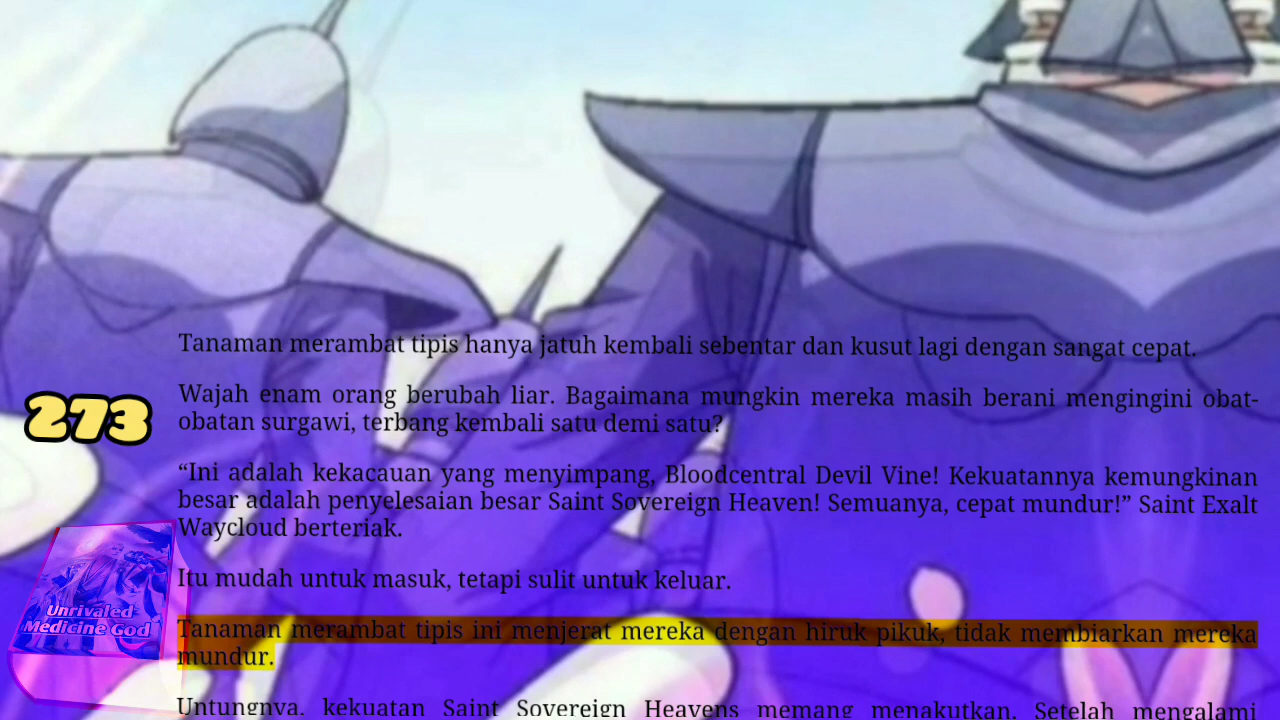 Tanaman merambat tipis hanya jatuh kembali sebentar dan kusut lagi dengan sangat cepat.
Wajah enam orang berubah liar. Bagaimana mungkin mereka masih berani mengingini obat-
obatan surgawi, terbang kembali satu demi satu?
“Ini adalah kekacauan yang menyimpang, Bloodcentral Devil Vine! Kekuatannya kemungkinan
besar adalah penyelesaian besar Saint Sovereign Heaven! Semuanya, cepat mundur!” Saint Exalt
Waycloud berteriak.
Itu mudah untuk masuk, tetapi sulit untuk keluar.
Tanaman merambat tipis ini menjerat mereka dengan hiruk pikuk, tidak membiarkan mereka
mundur.
Untungnya, kekuatan Saint Sovereign Heavens memang menakutkan. Setelah mengalami
273
Unrivaled
Medicine God